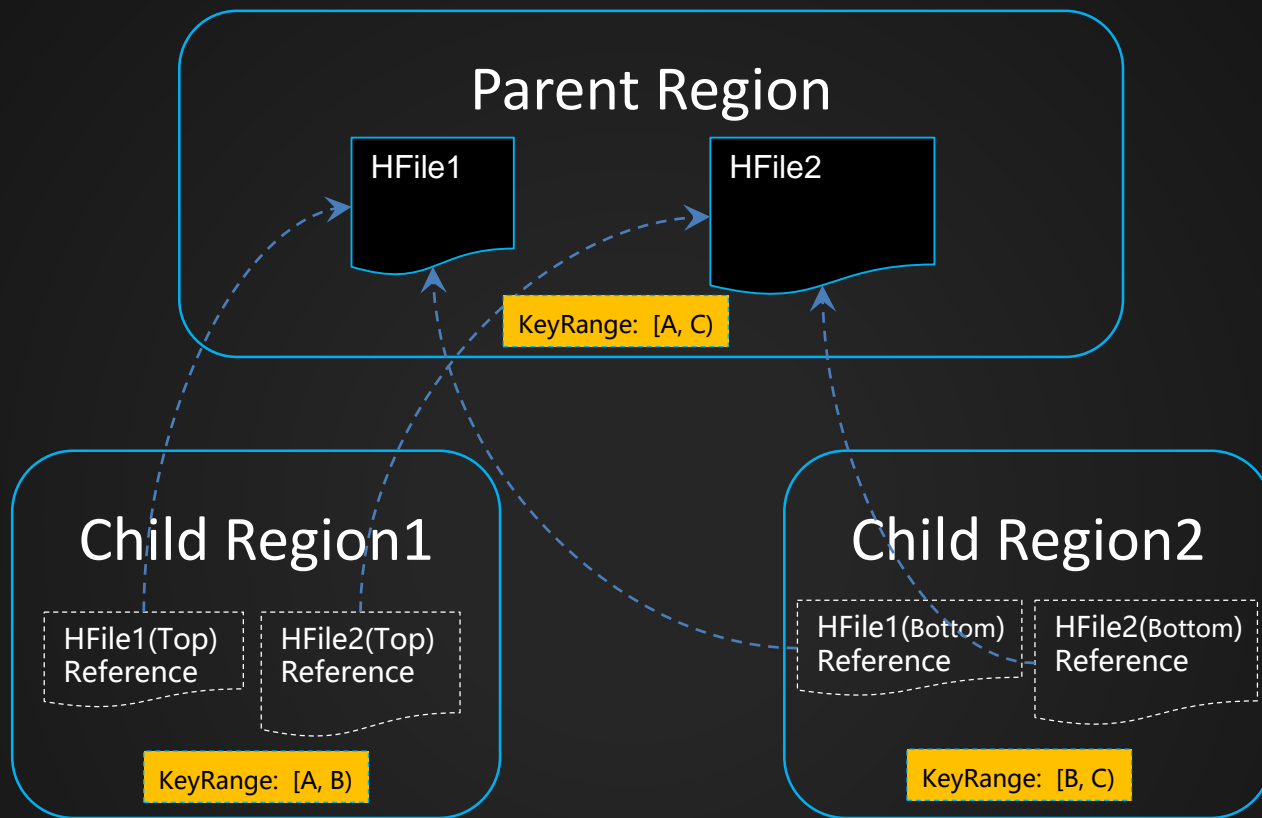 Parent Region
HFile1
HFile2
KeyRange: [A, C)
Child Region1
HFile1(Top)
Reference
HFile2(Top)
Reference
KeyRange: [A, B)
Child Region2
HFile1(Bottom)
Reference
HFile2(Bottom)
Reference
KeyRange: [B, C)